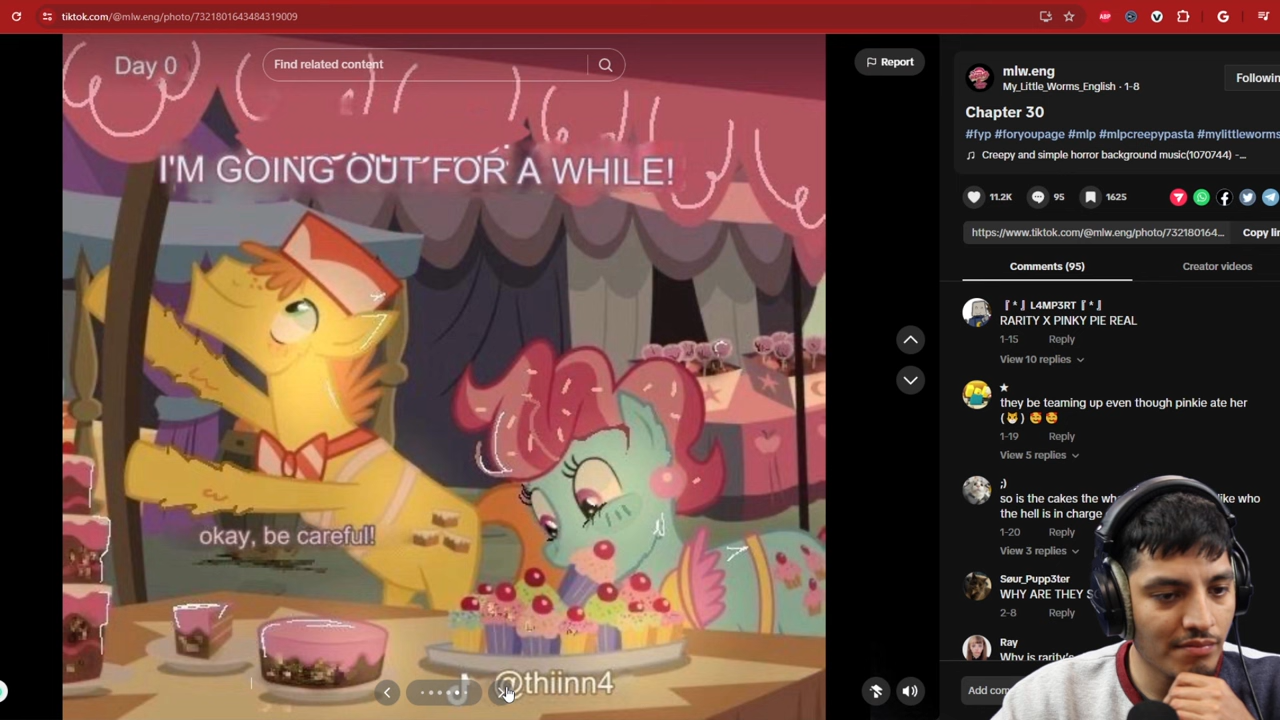 tiktok.com/@mlw.eng/photo/7321801643484319009
ABP
G
Day 0
Find related content
Report
I'M GOING OUT FOR A WHILE!
okay, be careful!
@thiinn4
mlw.eng
My_Little_Worms_English · 1-8
Followin
Chapter 30
#fyp #foryoupage #mlp #mlpcreepypasta #mylittleworms
Creepy and simple horror background music(1070744) -...
11.2K
95
1625
https://www.tiktok.com/@mlw.eng/photo/732180164...
Copy lin
Comments (95)
Creator videos
『*』L4MP3RT『*』
RARITY X PINKY PIE REAL
1-15 Reply
View 10 replies
★
they be teaming up even though pinkie ate her
1-19 Reply
View 5 replies
;)
so is the cakes the wh like who
the hell is in charge
1-20 Reply
View 3 replies
Søur_Pupp3ter
WHY ARE THEY S
2-8 Reply
Ray
Why is rarity's
Add com